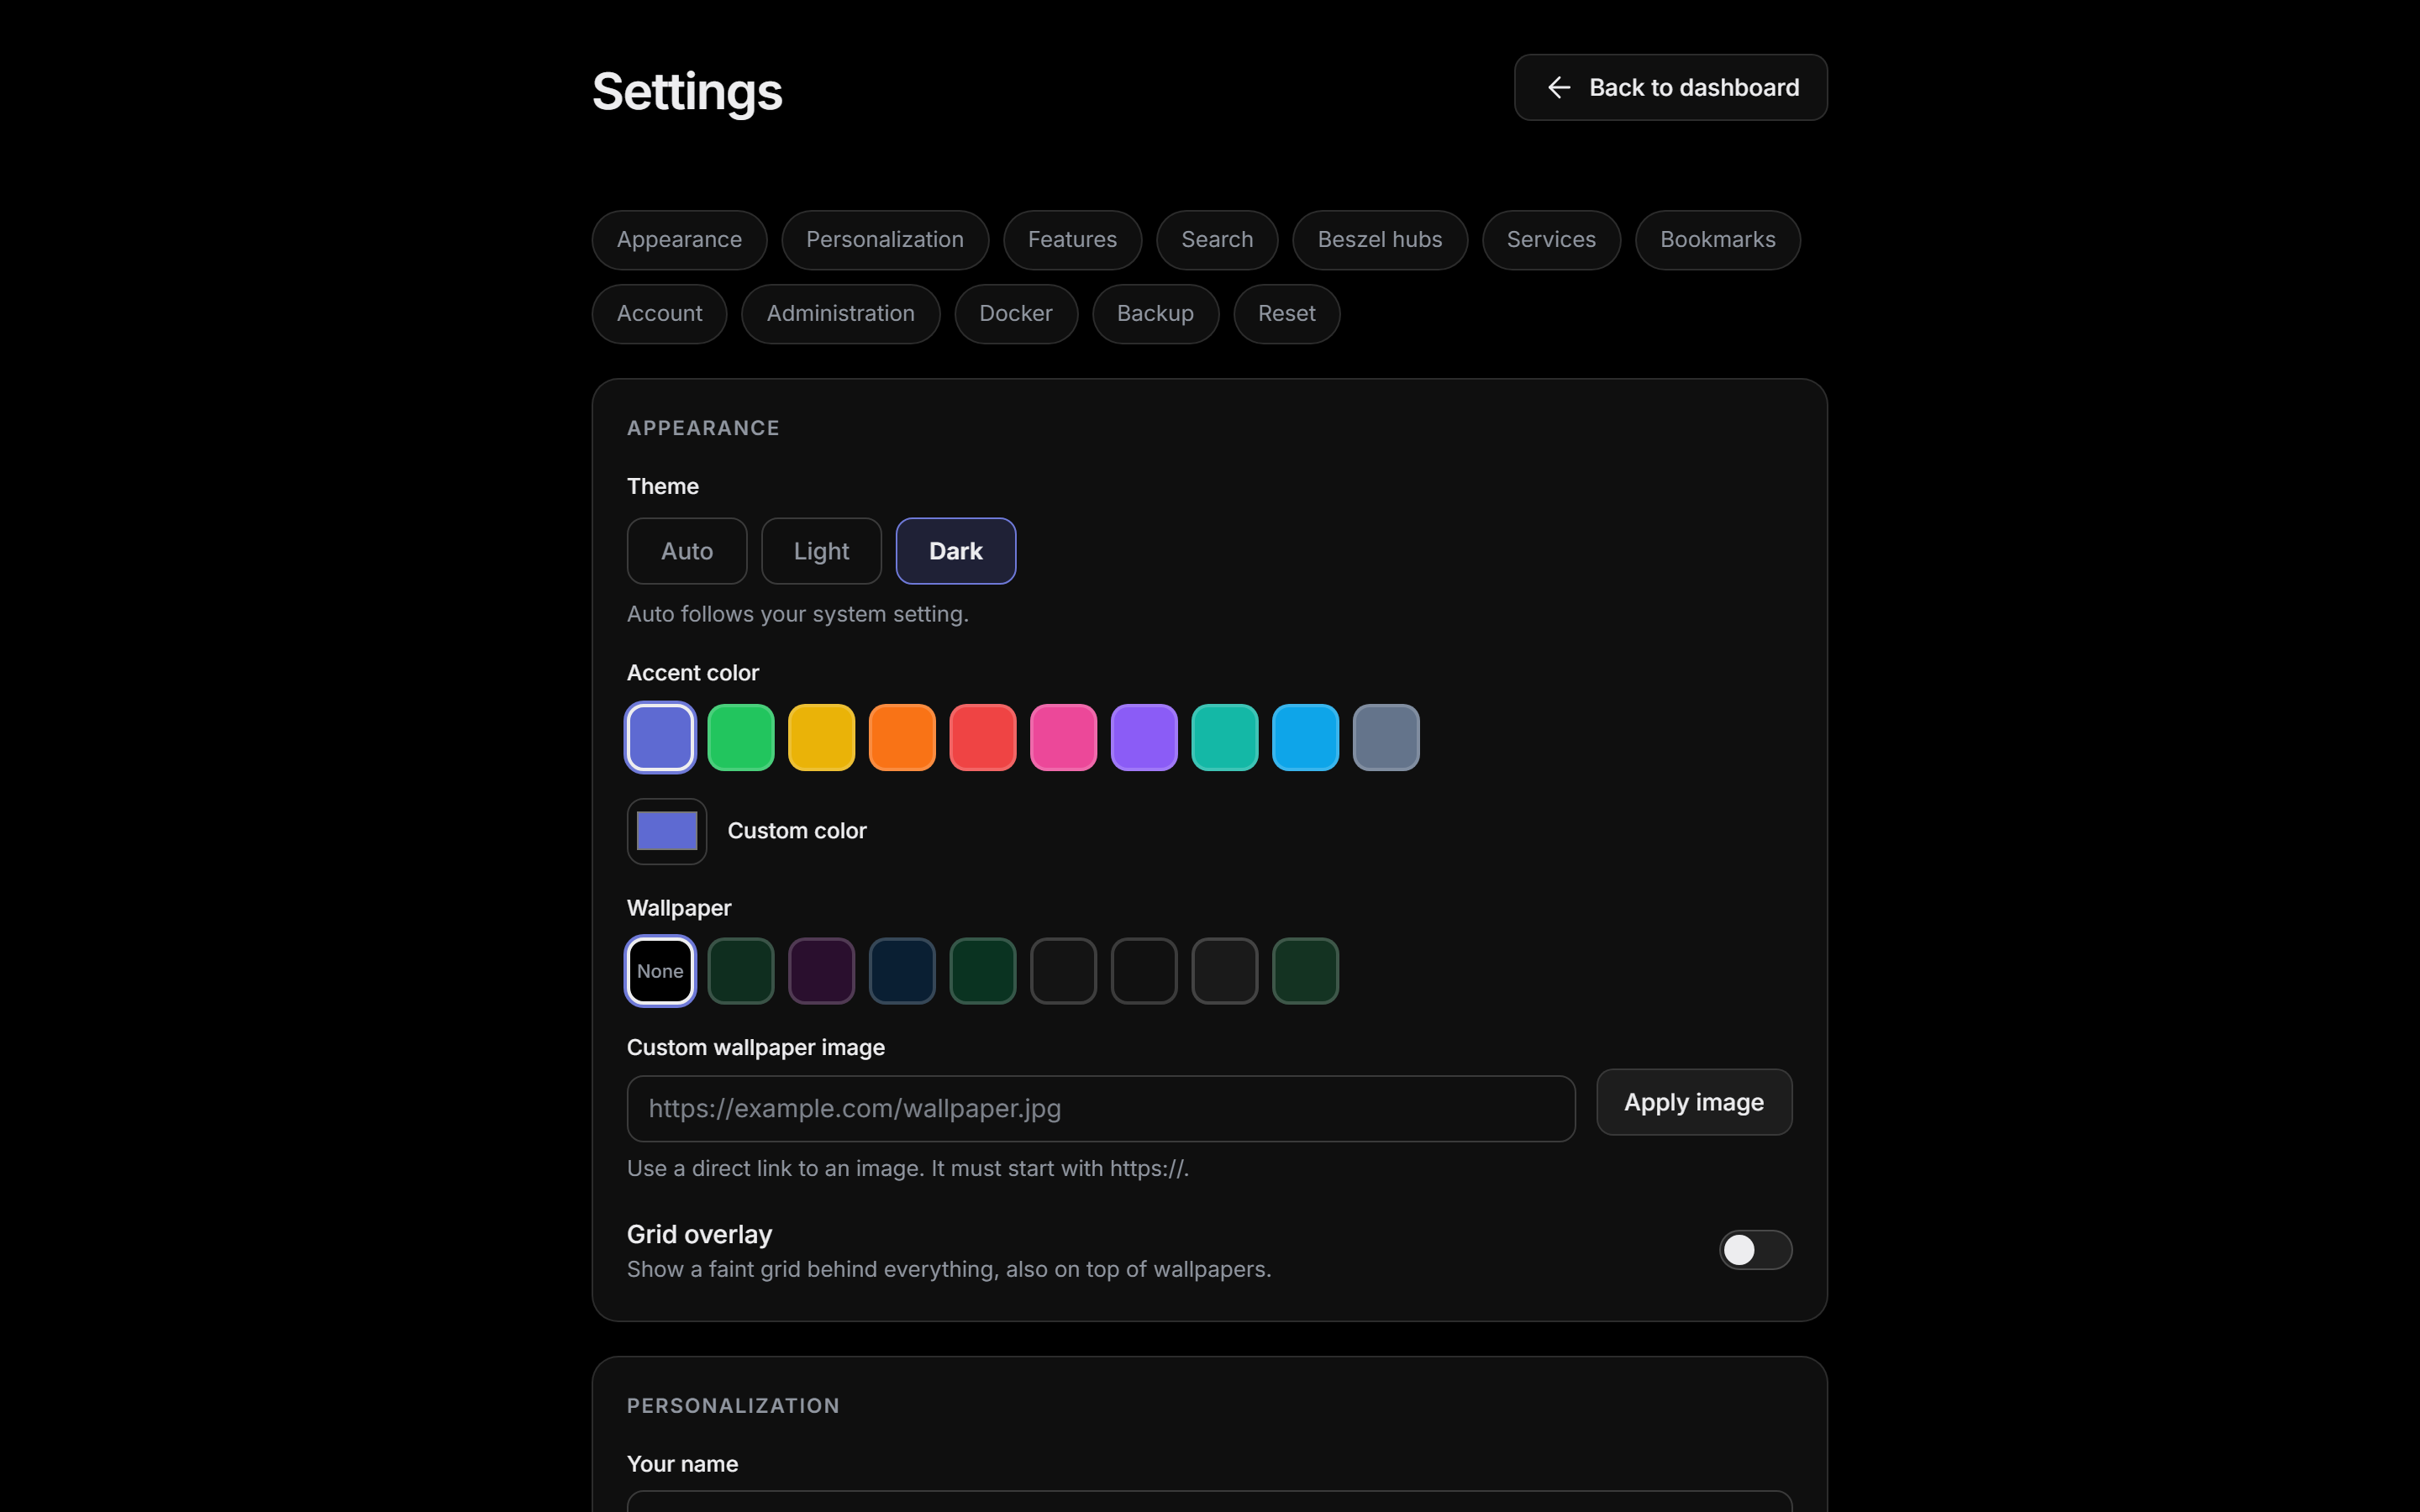 Settings
Back to dashboard
Appearance
Personalization
Features
Search
Beszel hubs
Services
Bookmarks
Account
Administration
Docker
Backup
Reset
APPEARANCE
Theme
Auto
Light
Dark
Auto follows your system setting.
Accent color
Custom color
Wallpaper
None
Custom wallpaper image
https://example.com/wallpaper.jpg
Apply image
Use a direct link to an image. It must start with https://.
Grid overlay
Show a faint grid behind everything, also on top of wallpapers.
PERSONALIZATION
Your name